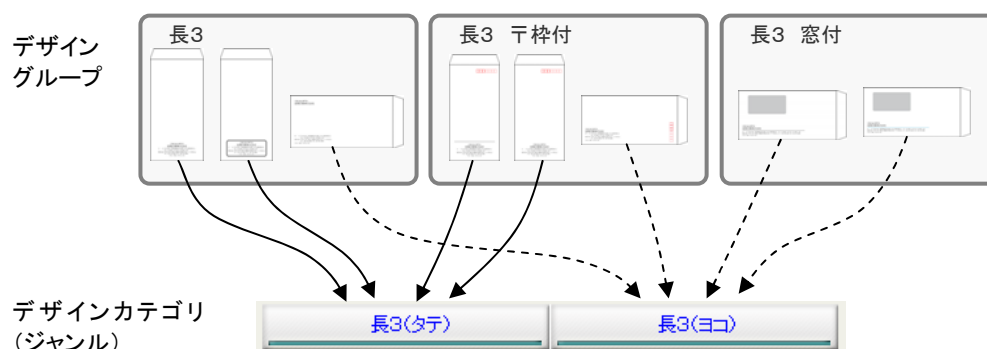 デザイン
グループ
長3
長3 〒枠付
長3 窓付
デザインカテゴリ
(ジャンル)
長3(タテ)
長3(ヨコ)